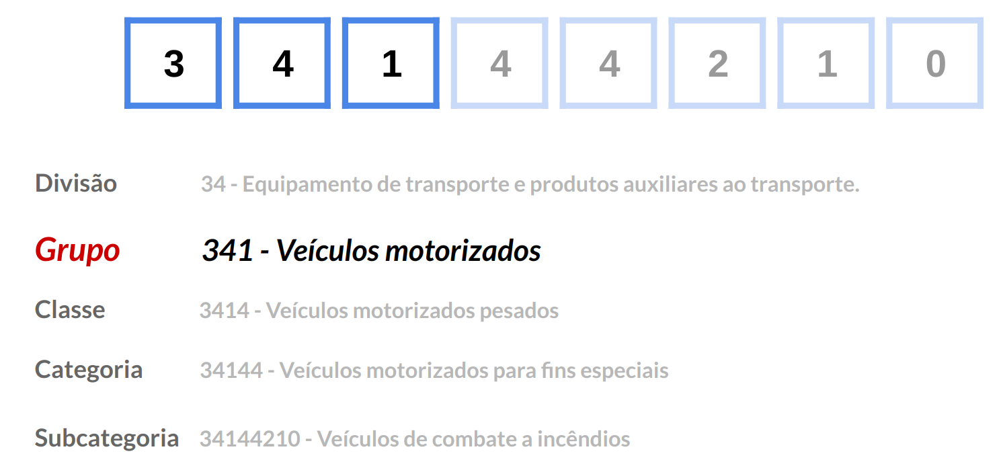 3 4 1 4 4 2 1 0
Divisão 34 - Equipamento de transporte e produtos auxiliares ao transporte.
Grupo 341 - Veículos motorizados
Classe 3414 - Veículos motorizados pesados
Categoria 34144 - Veículos motorizados para fins especiais
Subcategoria 34144210 - Veículos de combate a incêndios